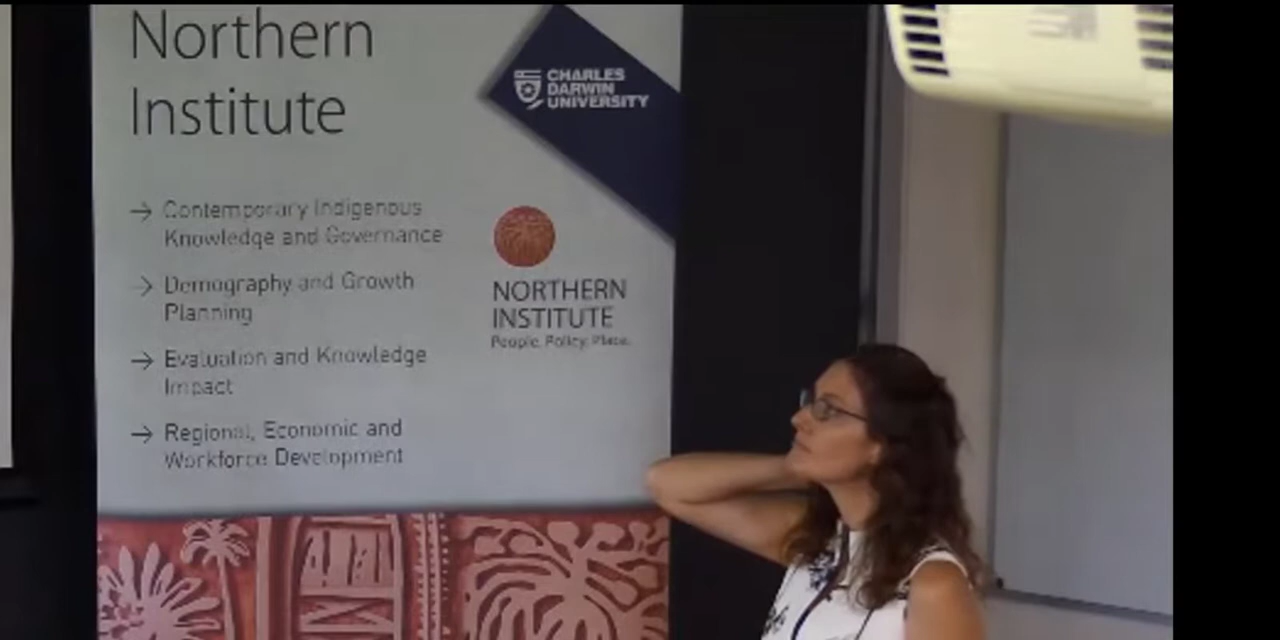 Northern
Institute
CHARLES
DARWIN
UNIVERSITY
→ Contemporary Indigenous
Knowledge and Governance
→ Demography and Growth
Planning
→ Evaluation and Knowledge
Impact
→ Regional, Economic and
Workforce Development
NORTHERN
INSTITUTE
People. Policy. Place.